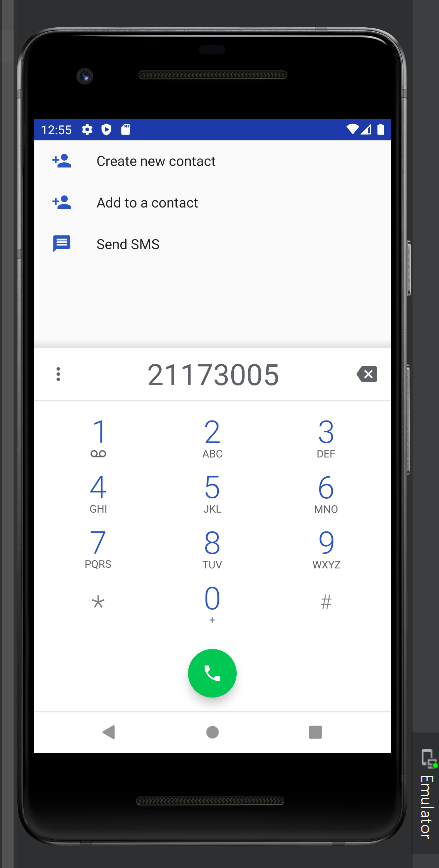 12:55
Create new contact
Add to a contact
Send SMS
21173005
1 2 3
ABC DEF
4 5 6
GHI JKL MNO
7 8 9
PQRS TUV WXYZ
* 0 #
+
Emulator